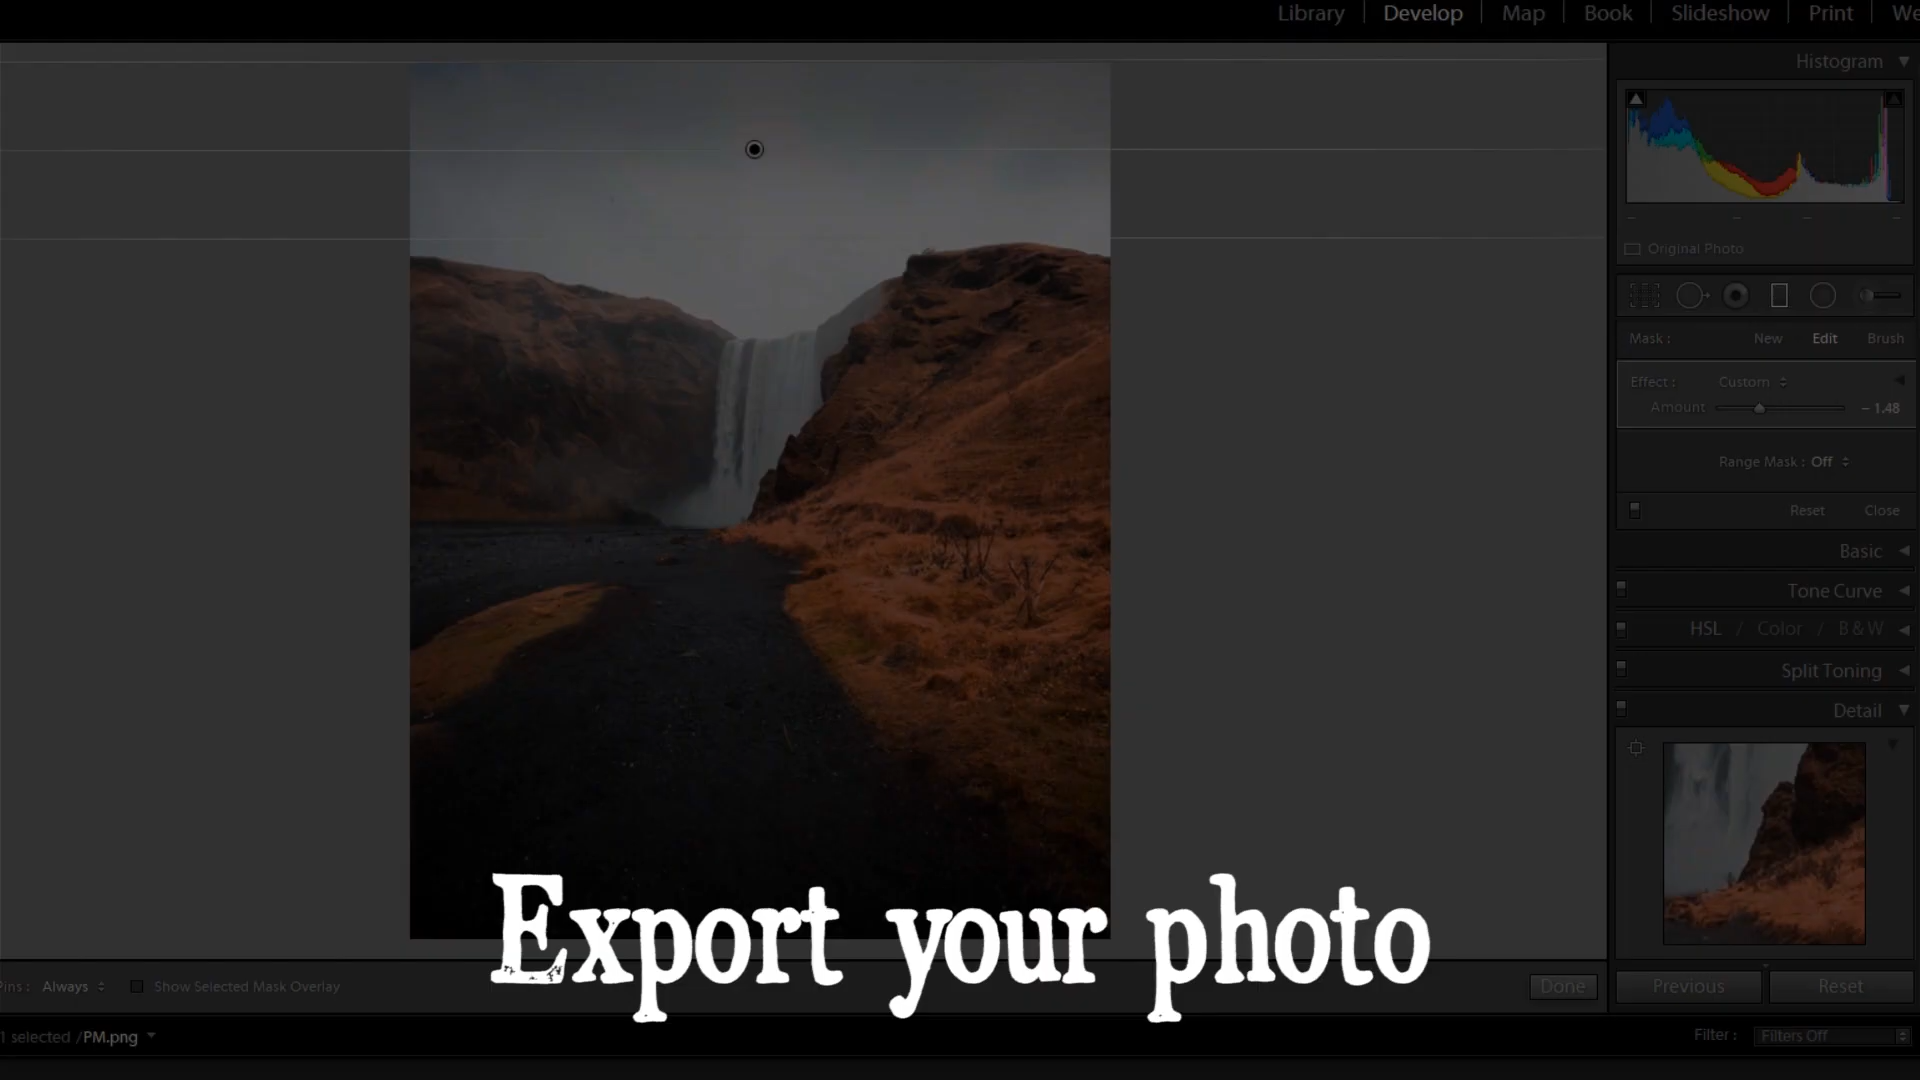 Library Develop Map Book Slideshow Print We
Histogram
Original Photo
Mask : New Edit Brush
Effect : Custom
Amount – 1.48
Range Mask : Off
Reset Close
Basic
Tone Curve
HSL / Color / B & W
Split Toning
Detail
Export your photo
Pins : Always Show Selected Mask Overlay Done Previous Reset
1 selected / PM.png Filter : Filters Off